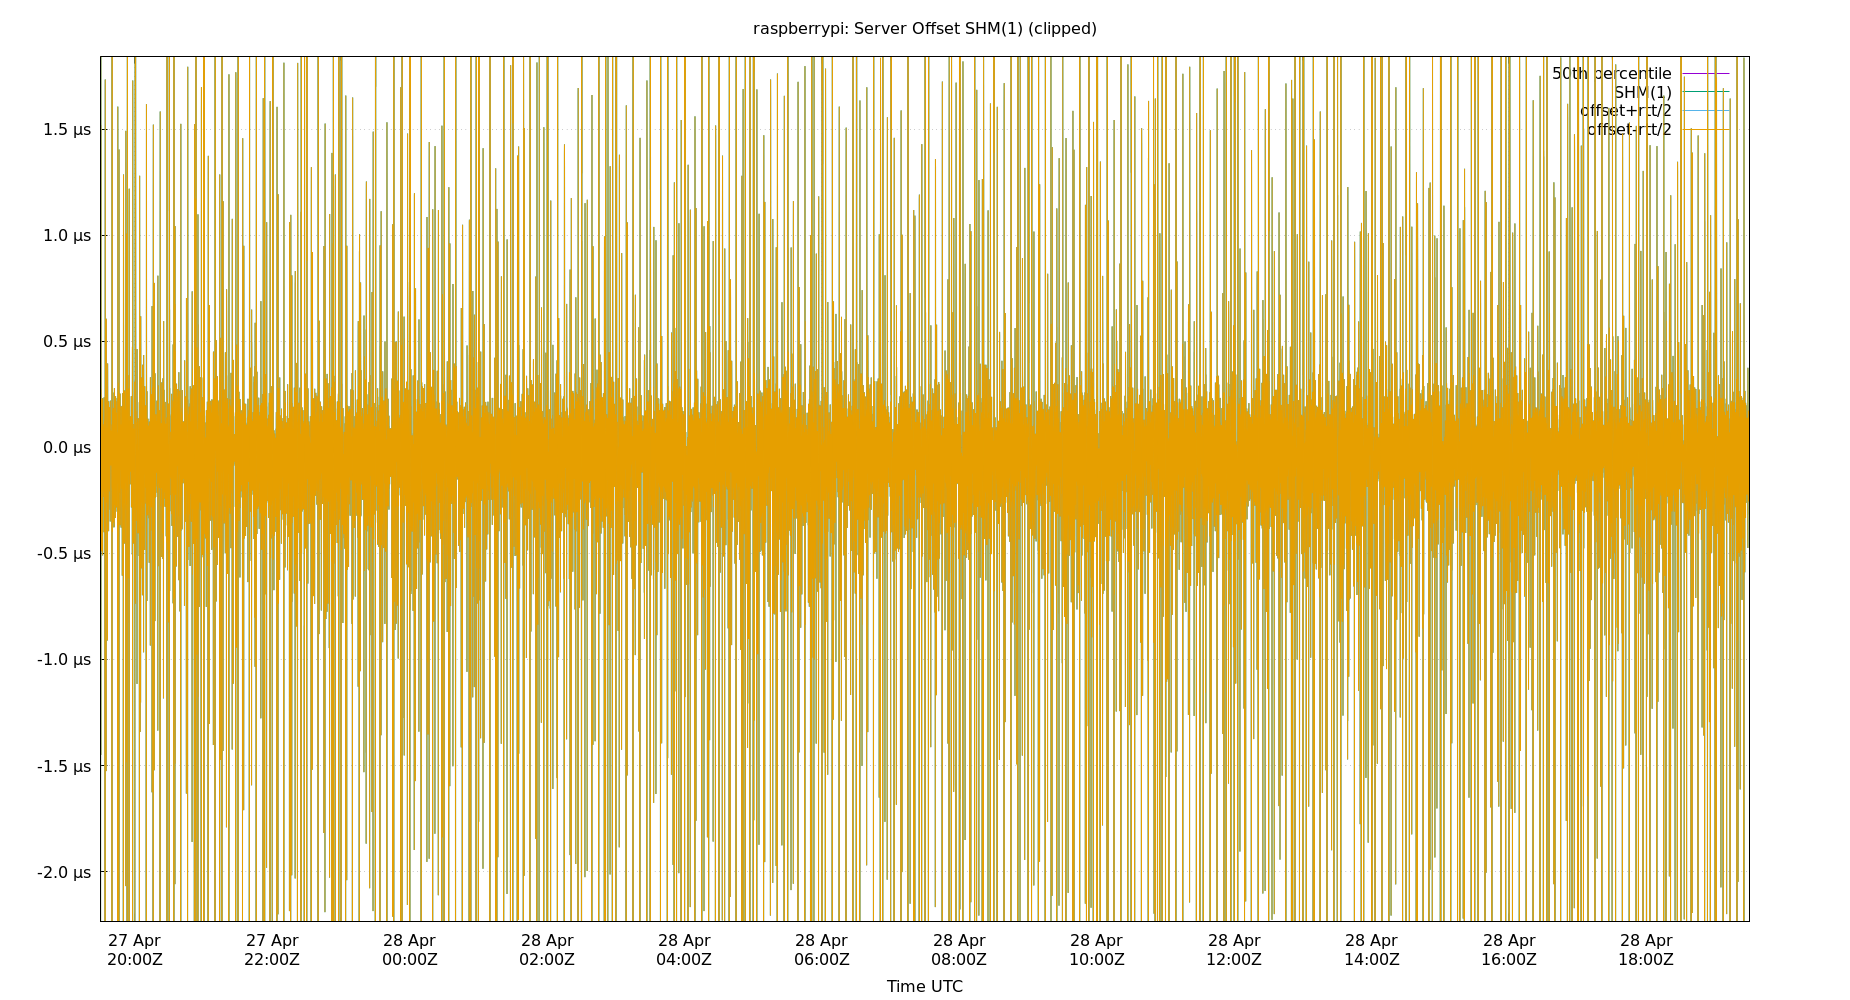 raspberrypi: Server Offset SHM(1) (clipped)
50th percentile
SHM(1)
offset+rtt/2
offset-rtt/2
1.5 µs
1.0 µs
0.5 µs
0.0 µs
-0.5 µs
-1.0 µs
-1.5 µs
-2.0 µs
27 Apr 27 Apr 28 Apr 28 Apr 28 Apr 28 Apr 28 Apr 28 Apr 28 Apr 28 Apr 28 Apr 28 Apr
20:00Z 22:00Z 00:00Z 02:00Z 04:00Z 06:00Z 08:00Z 10:00Z 12:00Z 14:00Z 16:00Z 18:00Z
Time UTC